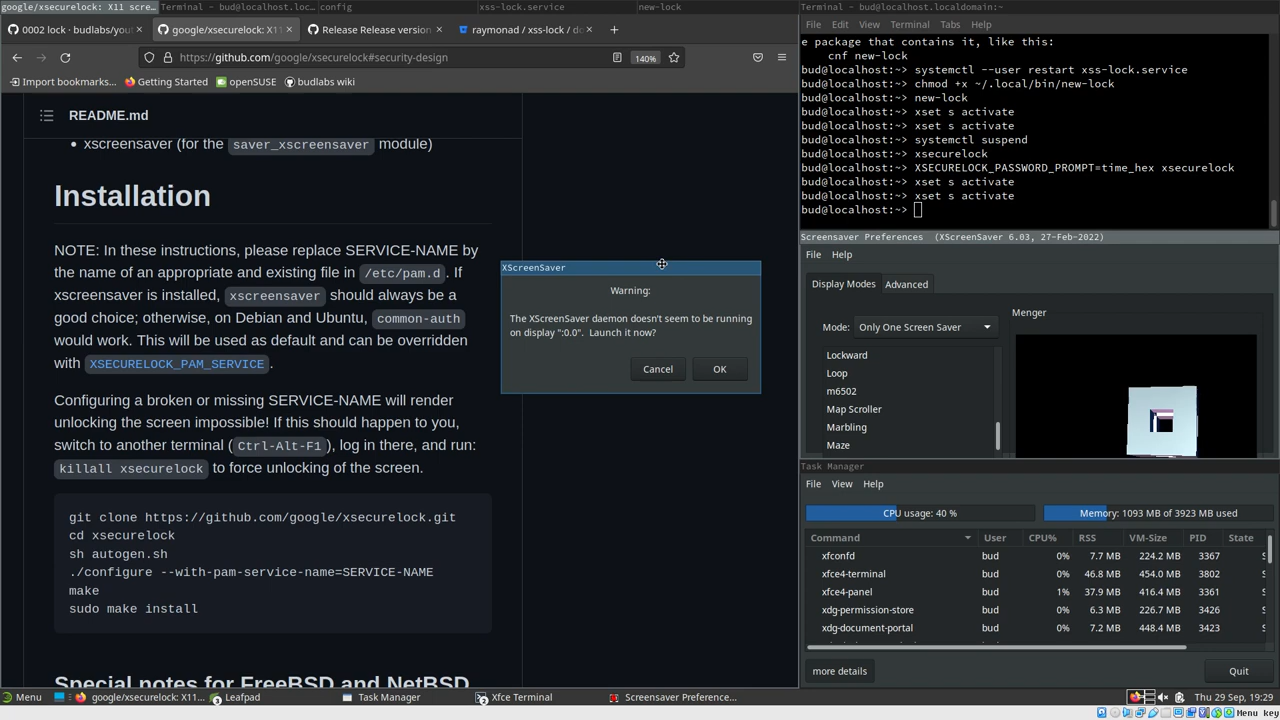 google/xsecurelock: X11 scre...
Terminal - bud@localhost.loc...
config
xss-lock.service
new-lock
Terminal - bud@localhost.localdomain:~
0002 lock · budlabs/you
google/xsecurelock: X11
Release Release version
raymonad / xss-lock / do
https://github.com/google/xsecurelock#security-design
140%
Import bookmarks...
Getting Started
openSUSE
budlabs wiki
README.md
xscreensaver (for the saver_xscreensaver module)
Installation
NOTE: In these instructions, please replace SERVICE-NAME by
the name of an appropriate and existing file in /etc/pam.d. If
xscreensaver is installed, xscreensaver should always be a
good choice; otherwise, on Debian and Ubuntu, common-auth
would work. This will be used as default and can be overridden
with XSECURELOCK_PAM_SERVICE.
Configuring a broken or missing SERVICE-NAME will render
unlocking the screen impossible! If this should happen to you,
switch to another terminal (Ctrl-Alt-F1), log in there, and run:
killall xsecurelock to force unlocking of the screen.
git clone https://github.com/google/xsecurelock.git
cd xsecurelock
sh autogen.sh
./configure --with-pam-service-name=SERVICE-NAME
make
sudo make install
Special notes for FreeBSD and NetBSD
XScreenSaver
Warning:
The XScreenSaver daemon doesn't seem to be running
on display ":0.0". Launch it now?
Cancel
OK
File Edit View Terminal Tabs Help
e package that contains it, like this:
cnf new-lock
bud@localhost:~> systemctl --user restart xss-lock.service
bud@localhost:~> chmod +x ~/.local/bin/new-lock
bud@localhost:~> new-lock
bud@localhost:~> xset s activate
bud@localhost:~> xset s activate
bud@localhost:~> systemctl suspend
bud@localhost:~> xsecurelock
bud@localhost:~> XSECURELOCK_PASSWORD_PROMPT=time_hex xsecurelock
bud@localhost:~> xset s activate
bud@localhost:~> xset s activate
bud@localhost:~>
Screensaver Preferences (XScreenSaver 6.03, 27-Feb-2022)
File Help
Display Modes Advanced
Mode: Only One Screen Saver
Menger
Lockward
Loop
m6502
Map Scroller
Marbling
Maze
Task Manager
File View Help
CPU usage: 40 %
Memory: 1093 MB of 3923 MB used
Command User CPU% RSS VM-Size PID State
xfconfd bud 0% 7.7 MB 224.2 MB 3367 S
xfce4-terminal bud 0% 46.8 MB 454.0 MB 3802 S
xfce4-panel bud 1% 37.9 MB 416.4 MB 3361 S
xdg-permission-store bud 0% 6.3 MB 226.7 MB 3426 S
xdg-document-portal bud 0% 7.2 MB 448.4 MB 3423 S
more details
Quit
Menu
google/xsecurelock: X11...
3
Leafpad
Task Manager
2
Xfce Terminal
Screensaver Preference...
Thu 29 Sep, 19:29
Menu key